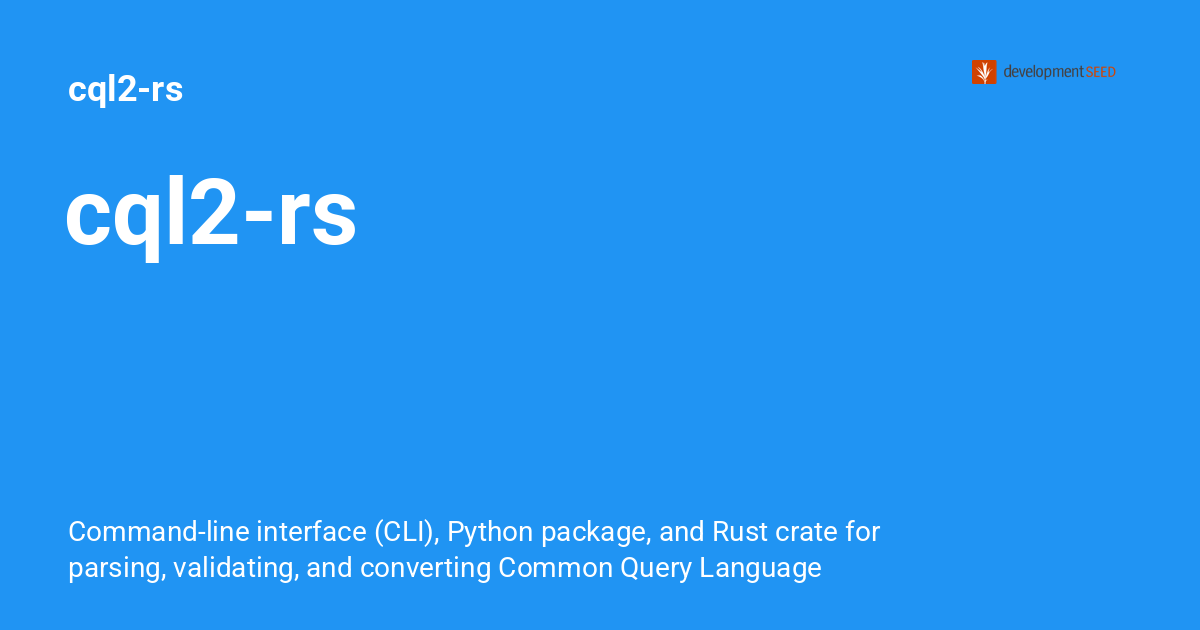 cql2-rs
developmentSEED
cql2-rs
Command-line interface (CLI), Python package, and Rust crate for
parsing, validating, and converting Common Query Language